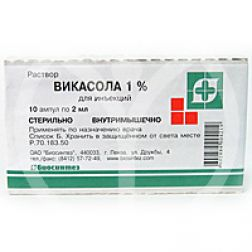 Раствор
ВИКАСОЛА 1 %
для инъекций
10 ампул по 2 мл
СТЕРИЛЬНО ВНУТРИМЫШЕЧНО
Применять по назначению врача
Список Б. Хранить в защищённом от света месте
Р.70.183.50
ОАО "Биосинтез", 440033, г. Пенза, ул. Дружбы, 4
тел./факс: (8412) 57-72-49,
Биосинтез